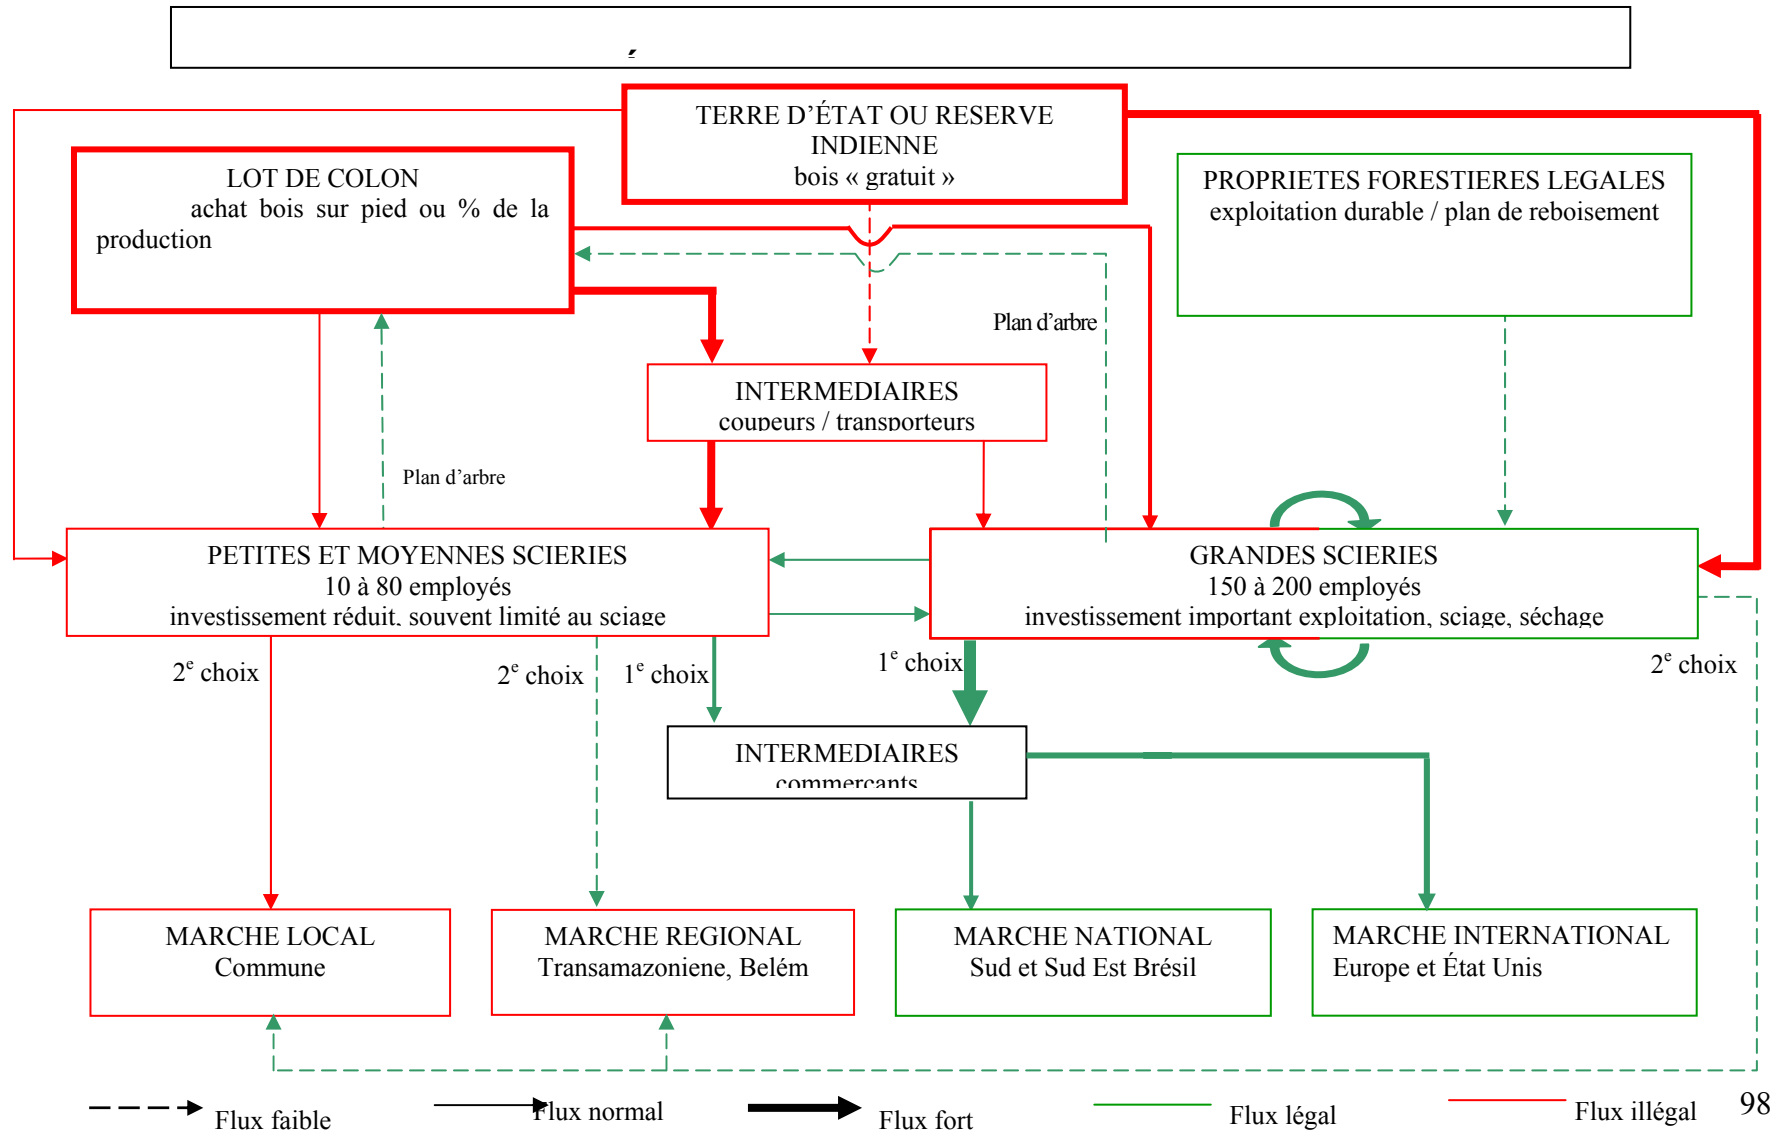 TERRE D’ÉTAT OU RESERVE
INDIENNE
bois « gratuit »
LOT DE COLON
achat bois sur pied ou % de la
production
PROPRIETES FORESTIERES LEGALES
exploitation durable / plan de reboisement
Plan d’arbre
INTERMEDIAIRES
coupeurs / transporteurs
Plan d’arbre
PETITES ET MOYENNES SCIERIES
10 à 80 employés
investissement réduit, souvent limité au sciage
GRANDES SCIERIES
150 à 200 employés
investissement important exploitation, sciage, séchage
2e choix
2e choix
1e choix
1e choix
2e choix
INTERMEDIAIRES
commerçants
MARCHE LOCAL
Commune
MARCHE REGIONAL
Transamazoniene, Belém
MARCHE NATIONAL
Sud et Sud Est Brésil
MARCHE INTERNATIONAL
Europe et État Unis
Flux faible
Flux normal
Flux fort
Flux légal
Flux illégal
98